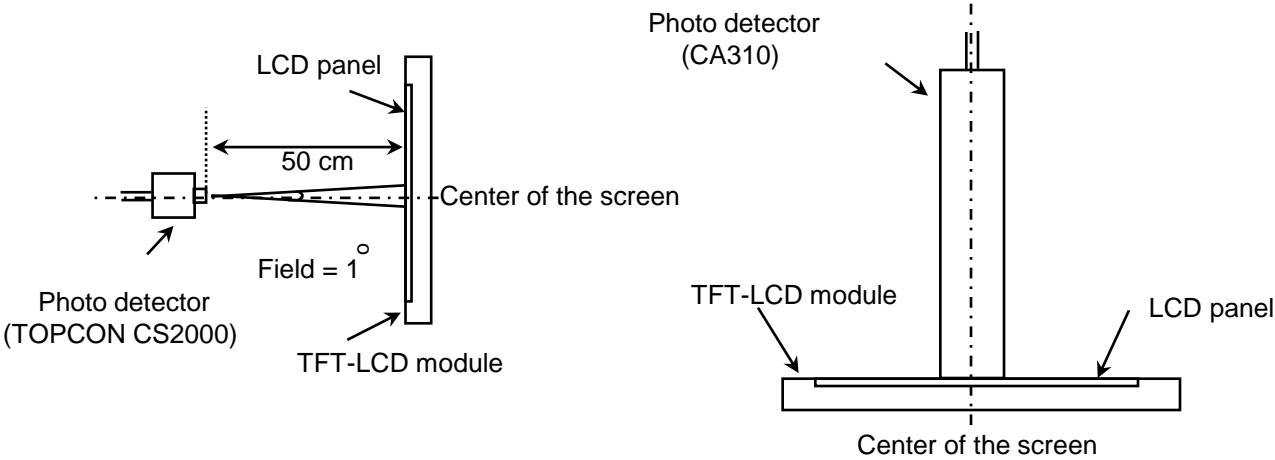 LCD panel
50 cm
Center of the screen
Field = 1°
Photo detector
(TOPCON CS2000)
TFT-LCD module
Photo detector
(CA310)
TFT-LCD module
LCD panel
Center of the screen